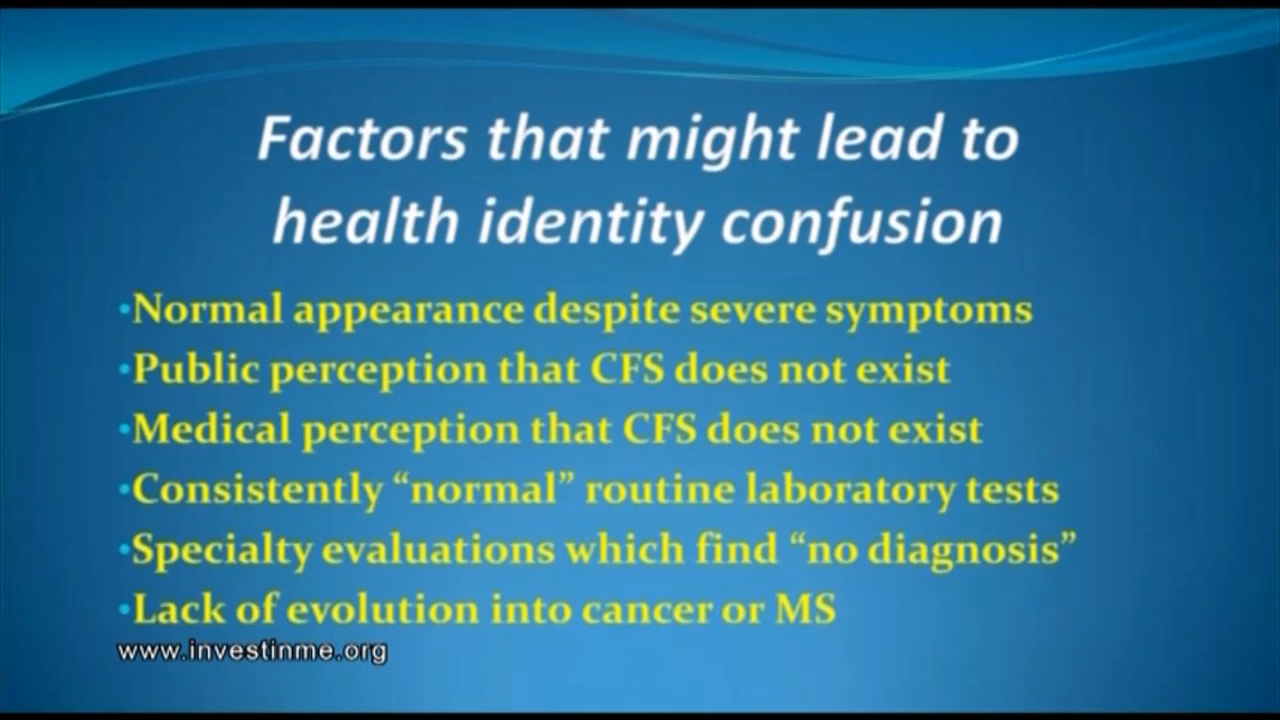 Factors that might lead to
health identity confusion
•Normal appearance despite severe symptoms
•Public perception that CFS does not exist
•Medical perception that CFS does not exist
•Consistently “normal” routine laboratory tests
•Specialty evaluations which find “no diagnosis”
•Lack of evolution into cancer or MS
www.investinme.org